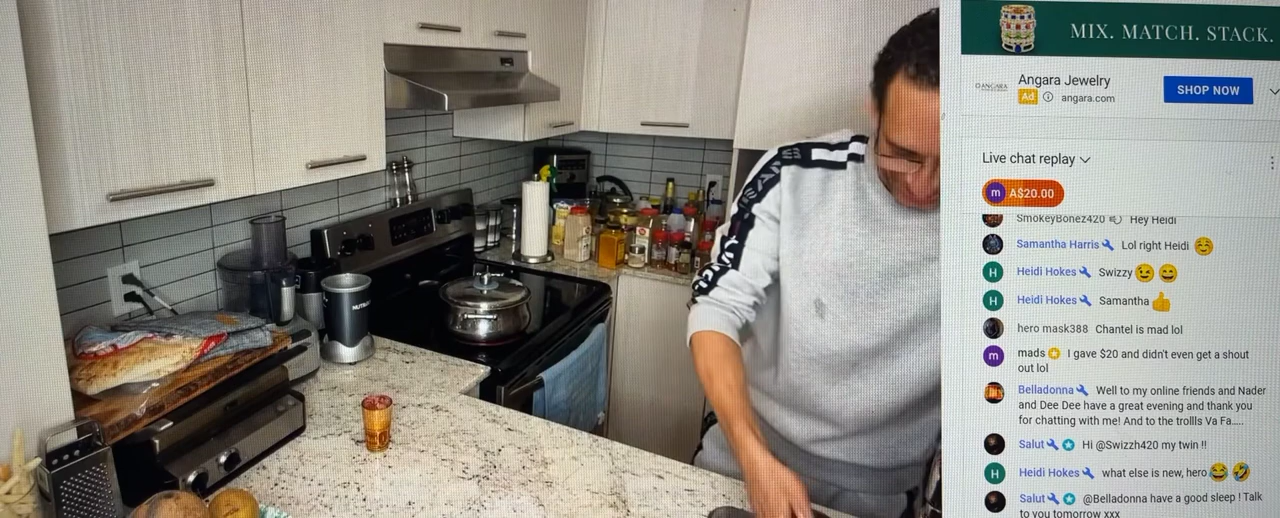 MIX. MATCH. STACK.
ANGARA
Angara Jewelry
Ad angara.com
SHOP NOW
Live chat replay
m A$20.00
SmokeyBonez420 Hey Heidi
Samantha Harris Lol right Heidi ☺️
H Heidi Hokes Swizzy 😉 😄
H Heidi Hokes Samantha 👍
hero mask388 Chantel is mad lol
m mads I gave $20 and didn't even get a shout
out lol
Belladonna Well to my online friends and Nader
and Dee Dee have a great evening and thank you
for chatting with me! And to the trollls Va Fa.....
Salut Hi @Swizzh420 my twin !!
H Heidi Hokes what else is new, hero 😂 🤣
Salut @Belladonna have a good sleep ! Talk
to you tomorrow xxx